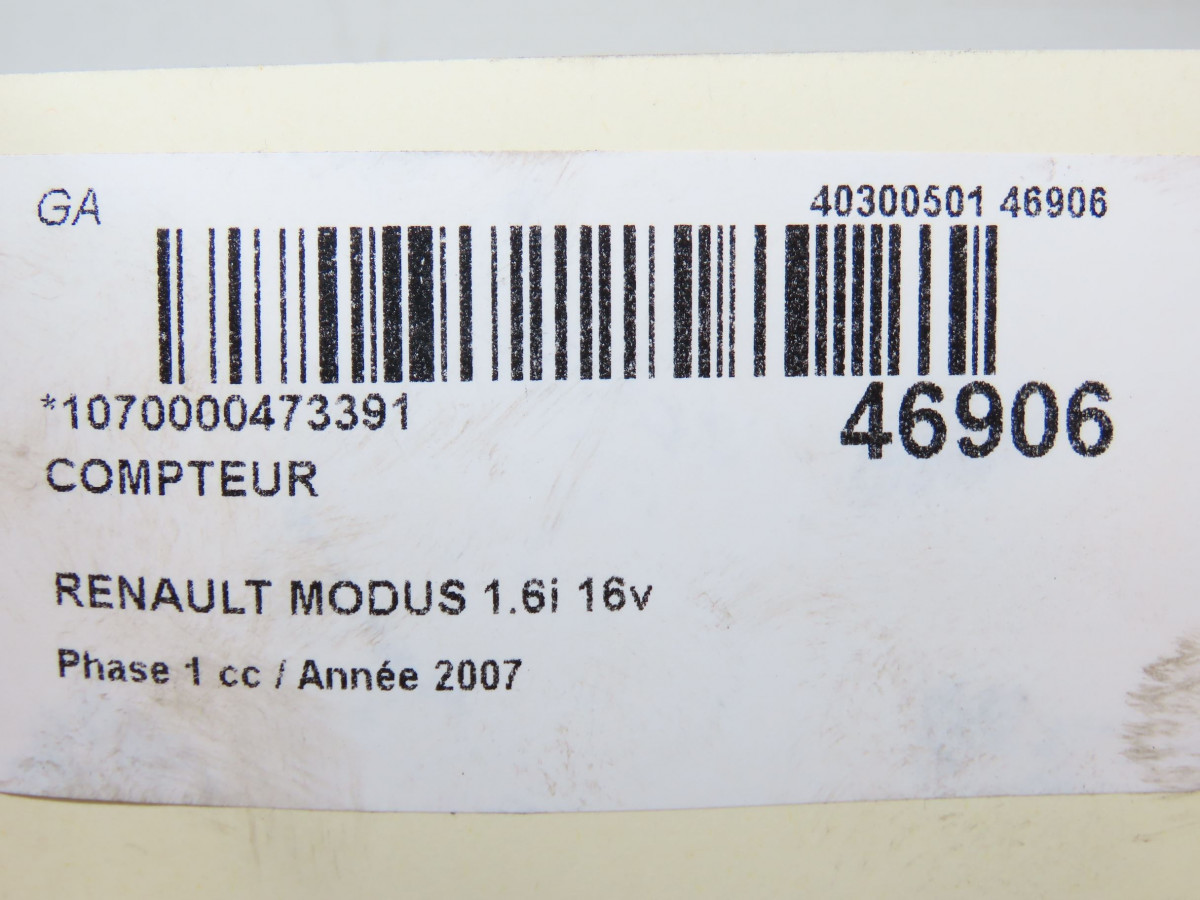 GA
40300501 46906
*1070000473391
46906
COMPTEUR
RENAULT MODUS 1.6i 16v
Phase 1 cc / Année 2007